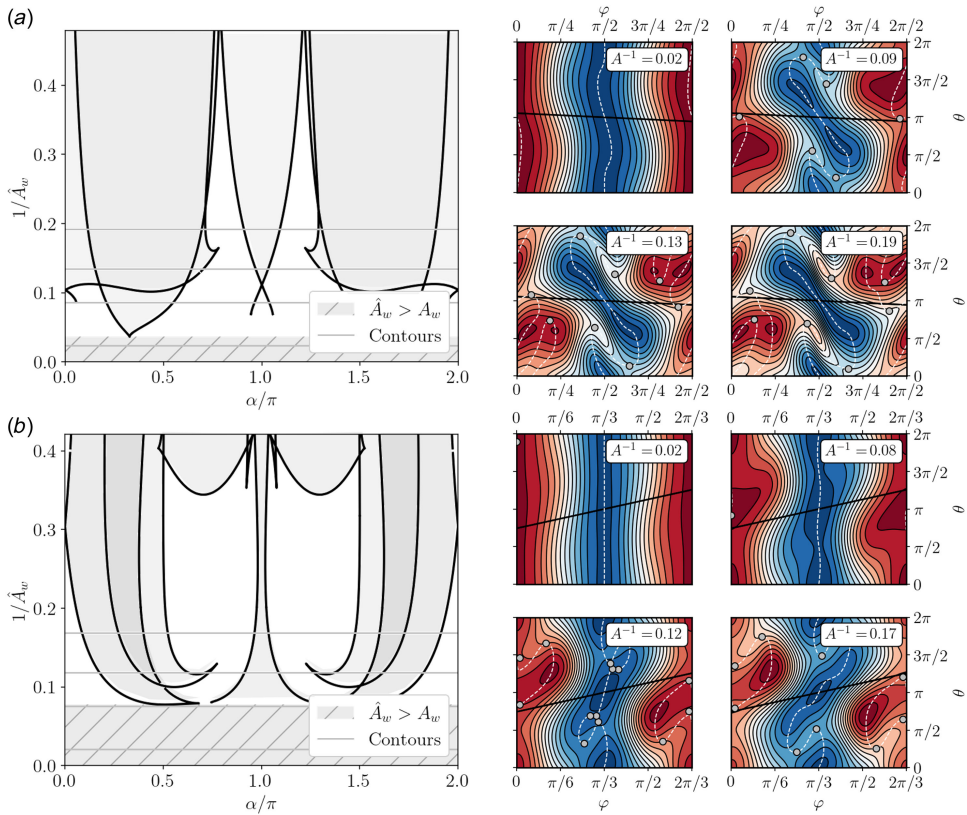 (a)
1/Â_w
0.4
0.3
0.2
0.1
0.0
Â_w > A_w
Contours
0.0 0.5 1.0 1.5 2.0
α/π
φ
0 π/4 π/2 3π/4 2π/2
0 π/4 π/2 3π/4 2π/2
A⁻¹ = 0.02
A⁻¹ = 0.09
2π
3π/2
π
π/2
0
θ
A⁻¹ = 0.13
A⁻¹ = 0.19
2π
3π/2
π
π/2
0
θ
0 π/4 π/2 3π/4 2π/2
0 π/4 π/2 3π/4 2π/2
(b)
1/Â_w
0.4
0.3
0.2
0.1
0.0
Â_w > A_w
Contours
0.0 0.5 1.0 1.5 2.0
α/π
0 π/6 π/3 π/2 2π/3
0 π/6 π/3 π/2 2π/3
A⁻¹ = 0.02
A⁻¹ = 0.08
2π
3π/2
π
π/2
0
θ
A⁻¹ = 0.12
A⁻¹ = 0.17
2π
3π/2
π
π/2
0
θ
0 π/6 π/3 π/2 2π/3
0 π/6 π/3 π/2 2π/3
φ